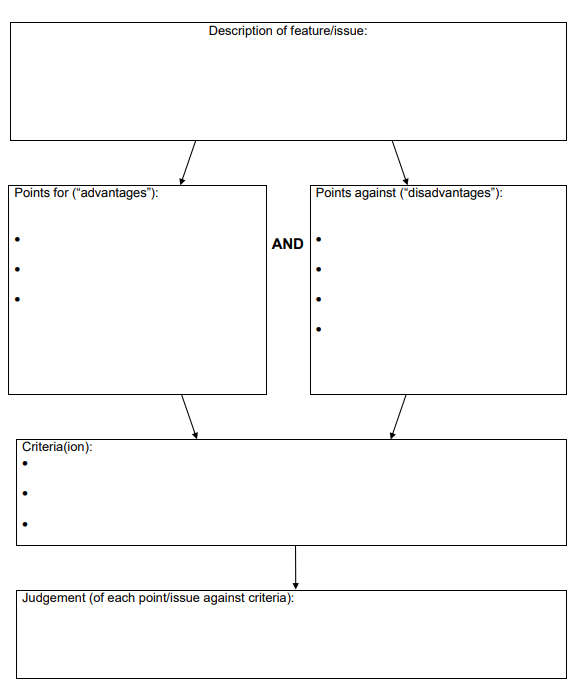 Description of feature/issue:
Points for (“advantages”):
Points against (“disadvantages”):
AND
•
•
•
•
•
•
•
Criteria(ion):
•
•
•
Judgement (of each point/issue against criteria):